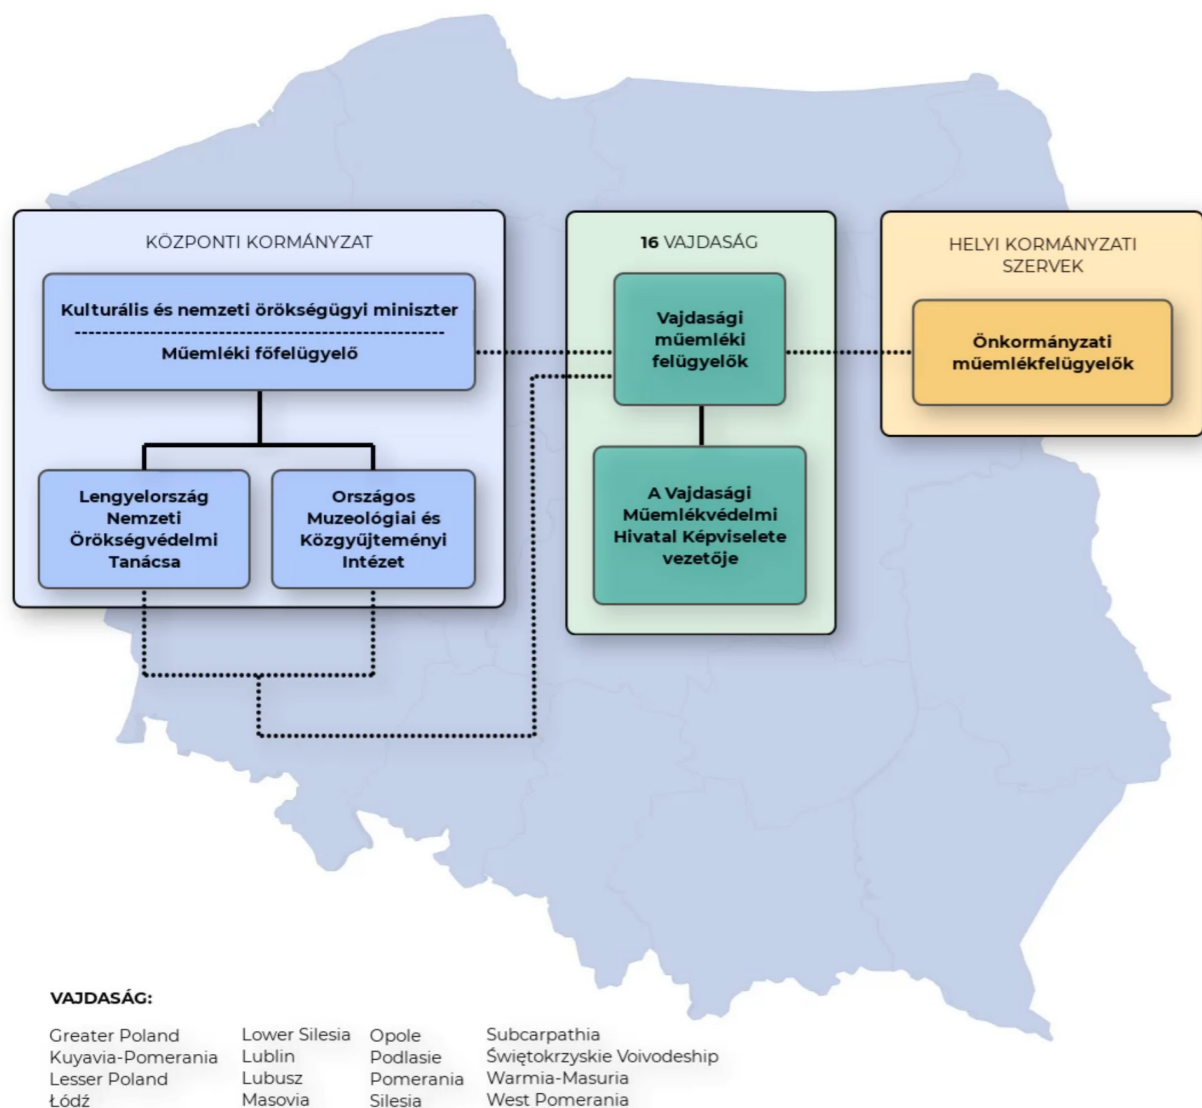 KÖZPONTI KORMÁNYZAT
Kulturális és nemzeti örökségügyi miniszter
Műemléki főfelügyelő
Lengyelország
Nemzeti
Örökségvédelmi
Tanácsa
Országos
Muzeológiai és
Közgyűjteményi
Intézet
16 VAJDASÁG
Vajdasági
műemléki
felügyelők
A Vajdasági
Műemlékvédelmi
Hivatal Képviselete
vezetője
HELYI KORMÁNYZATI
SZERVEK
Önkormányzati
műemlékfelügyelők
VAJDASÁG:
Greater Poland
Kuyavia-Pomerania
Lesser Poland
Łódź
Lower Silesia
Lublin
Lubusz
Masovia
Opole
Podlasie
Pomerania
Silesia
Subcarpathia
Świętokrzyskie Voivodeship
Warmia-Masuria
West Pomerania